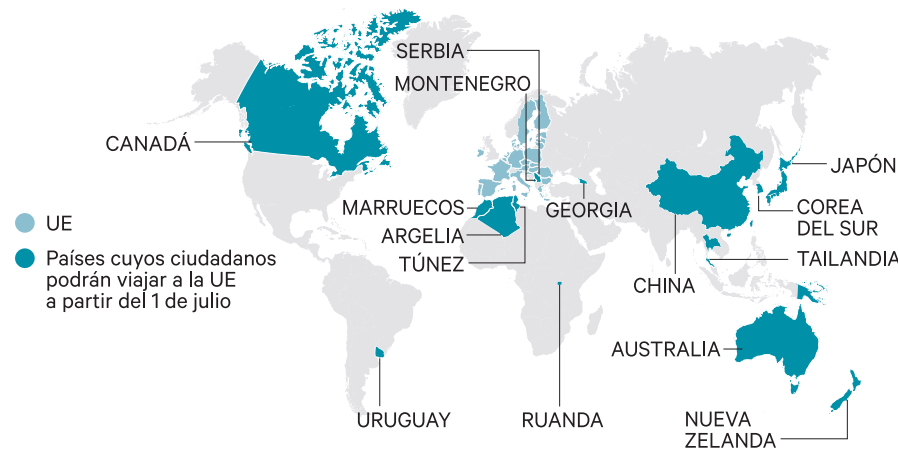 SERBIA
MONTENEGRO
CANADÁ
JAPÓN
MARRUECOS
GEORGIA
COREA
DEL SUR
UE
ARGELIA
TÚNEZ
TAILANDIA
Países cuyos ciudadanos
podrán viajar a la UE
a partir del 1 de julio
CHINA
AUSTRALIA
URUGUAY
RUANDA
NUEVA
ZELANDA